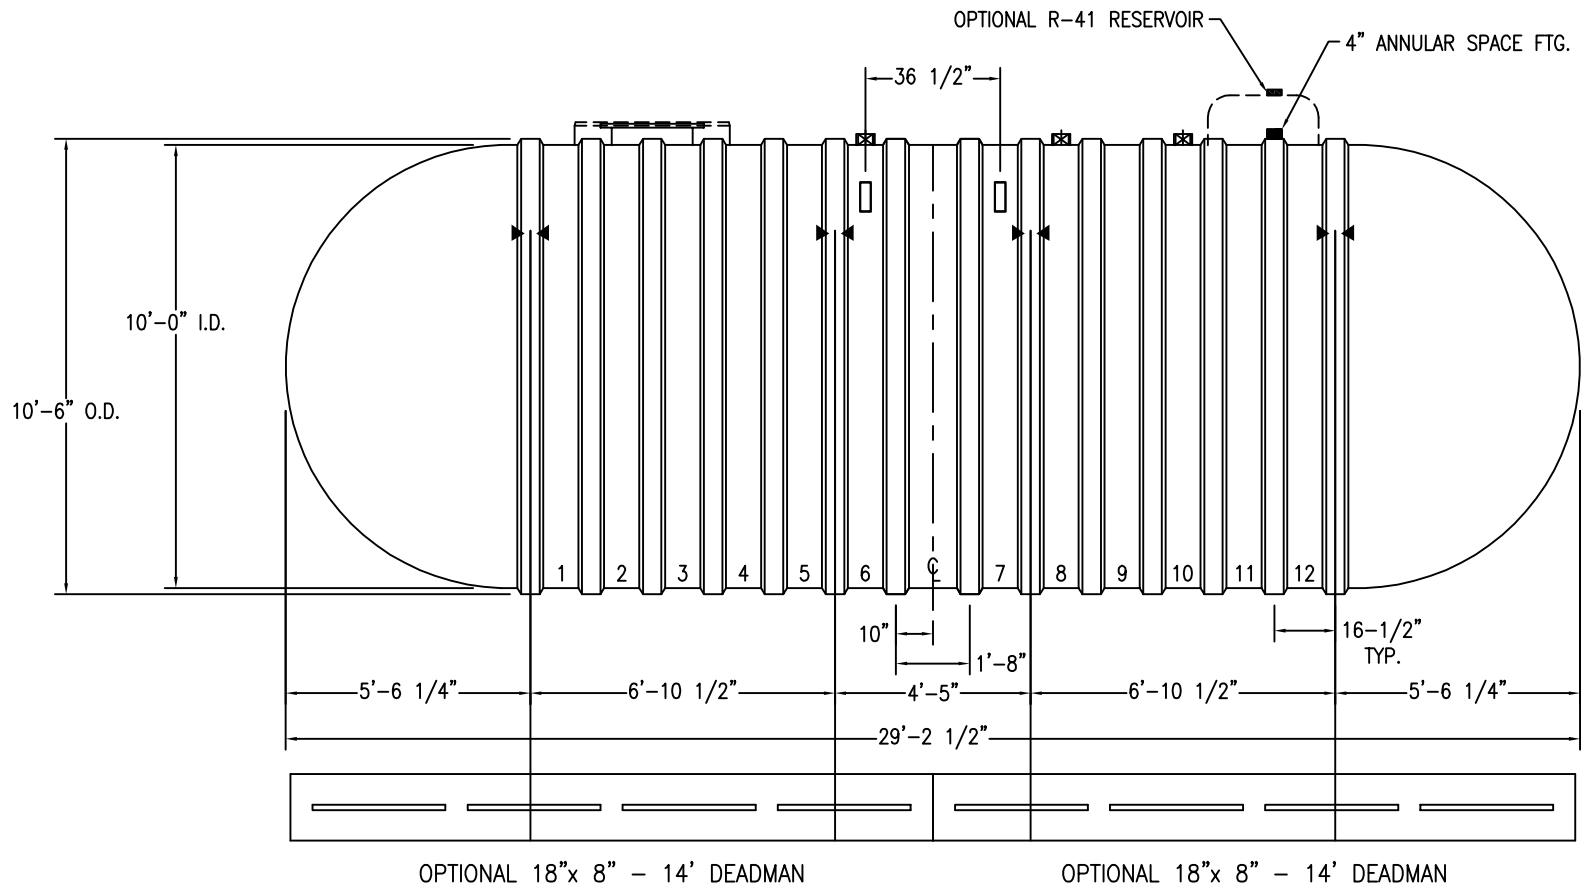 OPTIONAL R-41 RESERVOIR
4" ANNULAR SPACE FTG.
36 1/2"
10'-0" I.D.
10'-6" O.D.
1 2 3 4 5 6 ℄ 7 8 9 10 11 12
10"
16-1/2"
TYP.
1'-8"
5'-6 1/4" 6'-10 1/2" 4'-5" 6'-10 1/2" 5'-6 1/4"
29'-2 1/2"
OPTIONAL 18"x 8" - 14' DEADMAN OPTIONAL 18"x 8" - 14' DEADMAN